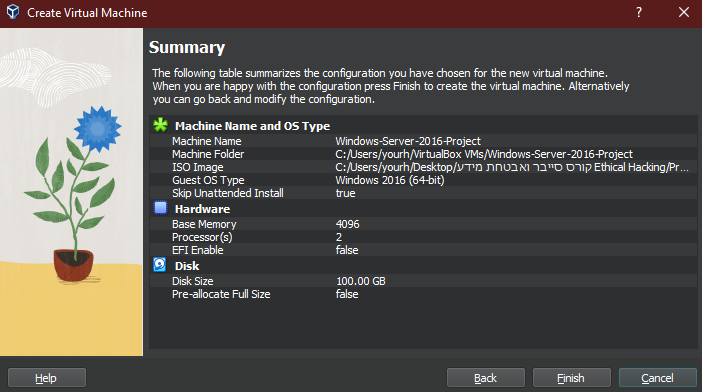 Create Virtual Machine
Summary
The following table summarizes the configuration you have chosen for the new virtual machine.
When you are happy with the configuration press Finish to create the virtual machine. Alternatively
you can go back and modify the configuration.
Machine Name and OS Type
Machine Name Windows-Server-2016-Project
Machine Folder C:/Users/yourh/VirtualBox VMs/Windows-Server-2016-Project
ISO Image C:/Users/yourh/Desktop/קורס סייבר ואבטחת מידע Ethical Hacking/Pr...
Guest OS Type Windows 2016 (64-bit)
Skip Unattended Install true
Hardware
Base Memory 4096
Processor(s) 2
EFI Enable false
Disk
Disk Size 100.00 GB
Pre-allocate Full Size false
Help Back Finish Cancel